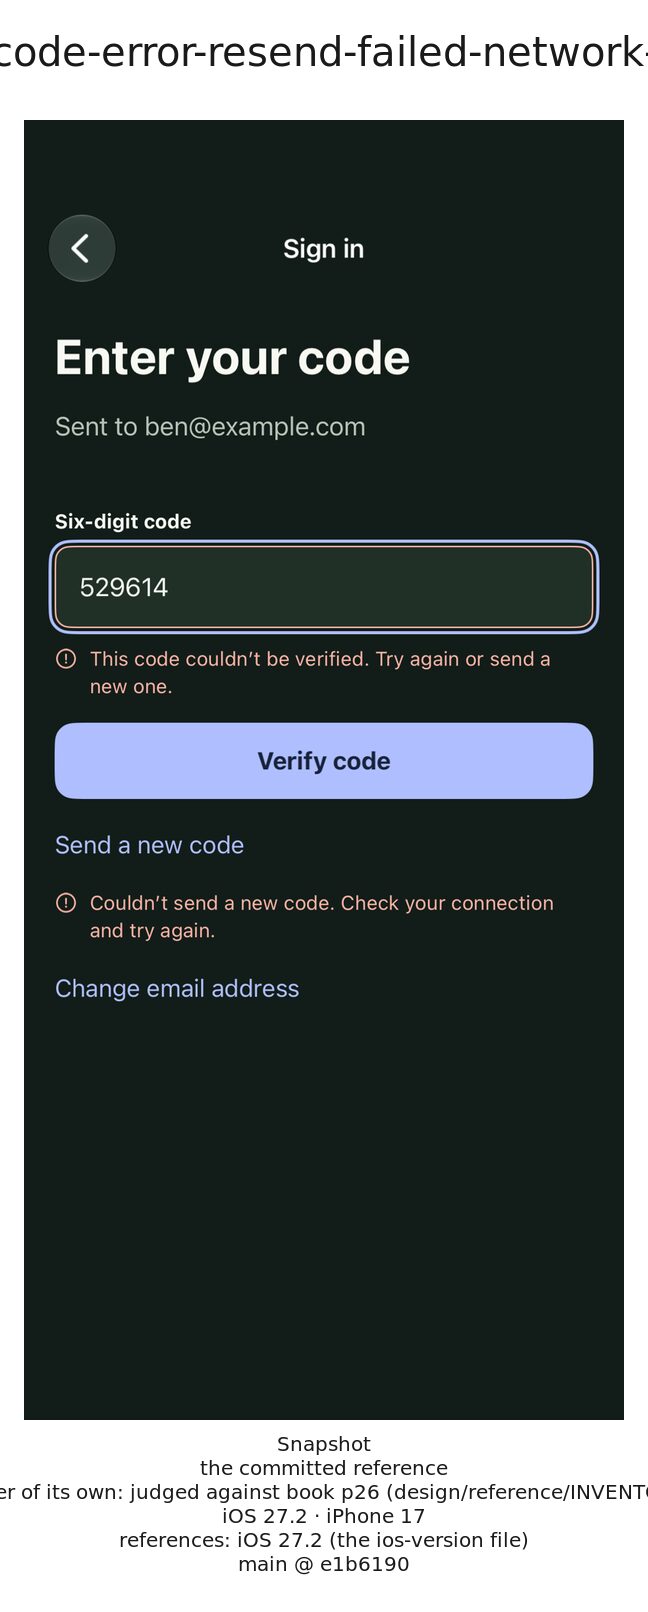 code-error-resend-failed-network-
Sign in
Enter your code
Sent to ben@example.com
Six-digit code
529614
This code couldn’t be verified. Try again or send a
new one.
Verify code
Send a new code
Couldn’t send a new code. Check your connection
and try again.
Change email address
Snapshot
the committed reference
er of its own: judged against book p26 (design/reference/INVENTO
iOS 27.2 · iPhone 17
references: iOS 27.2 (the ios-version file)
main @ e1b6190